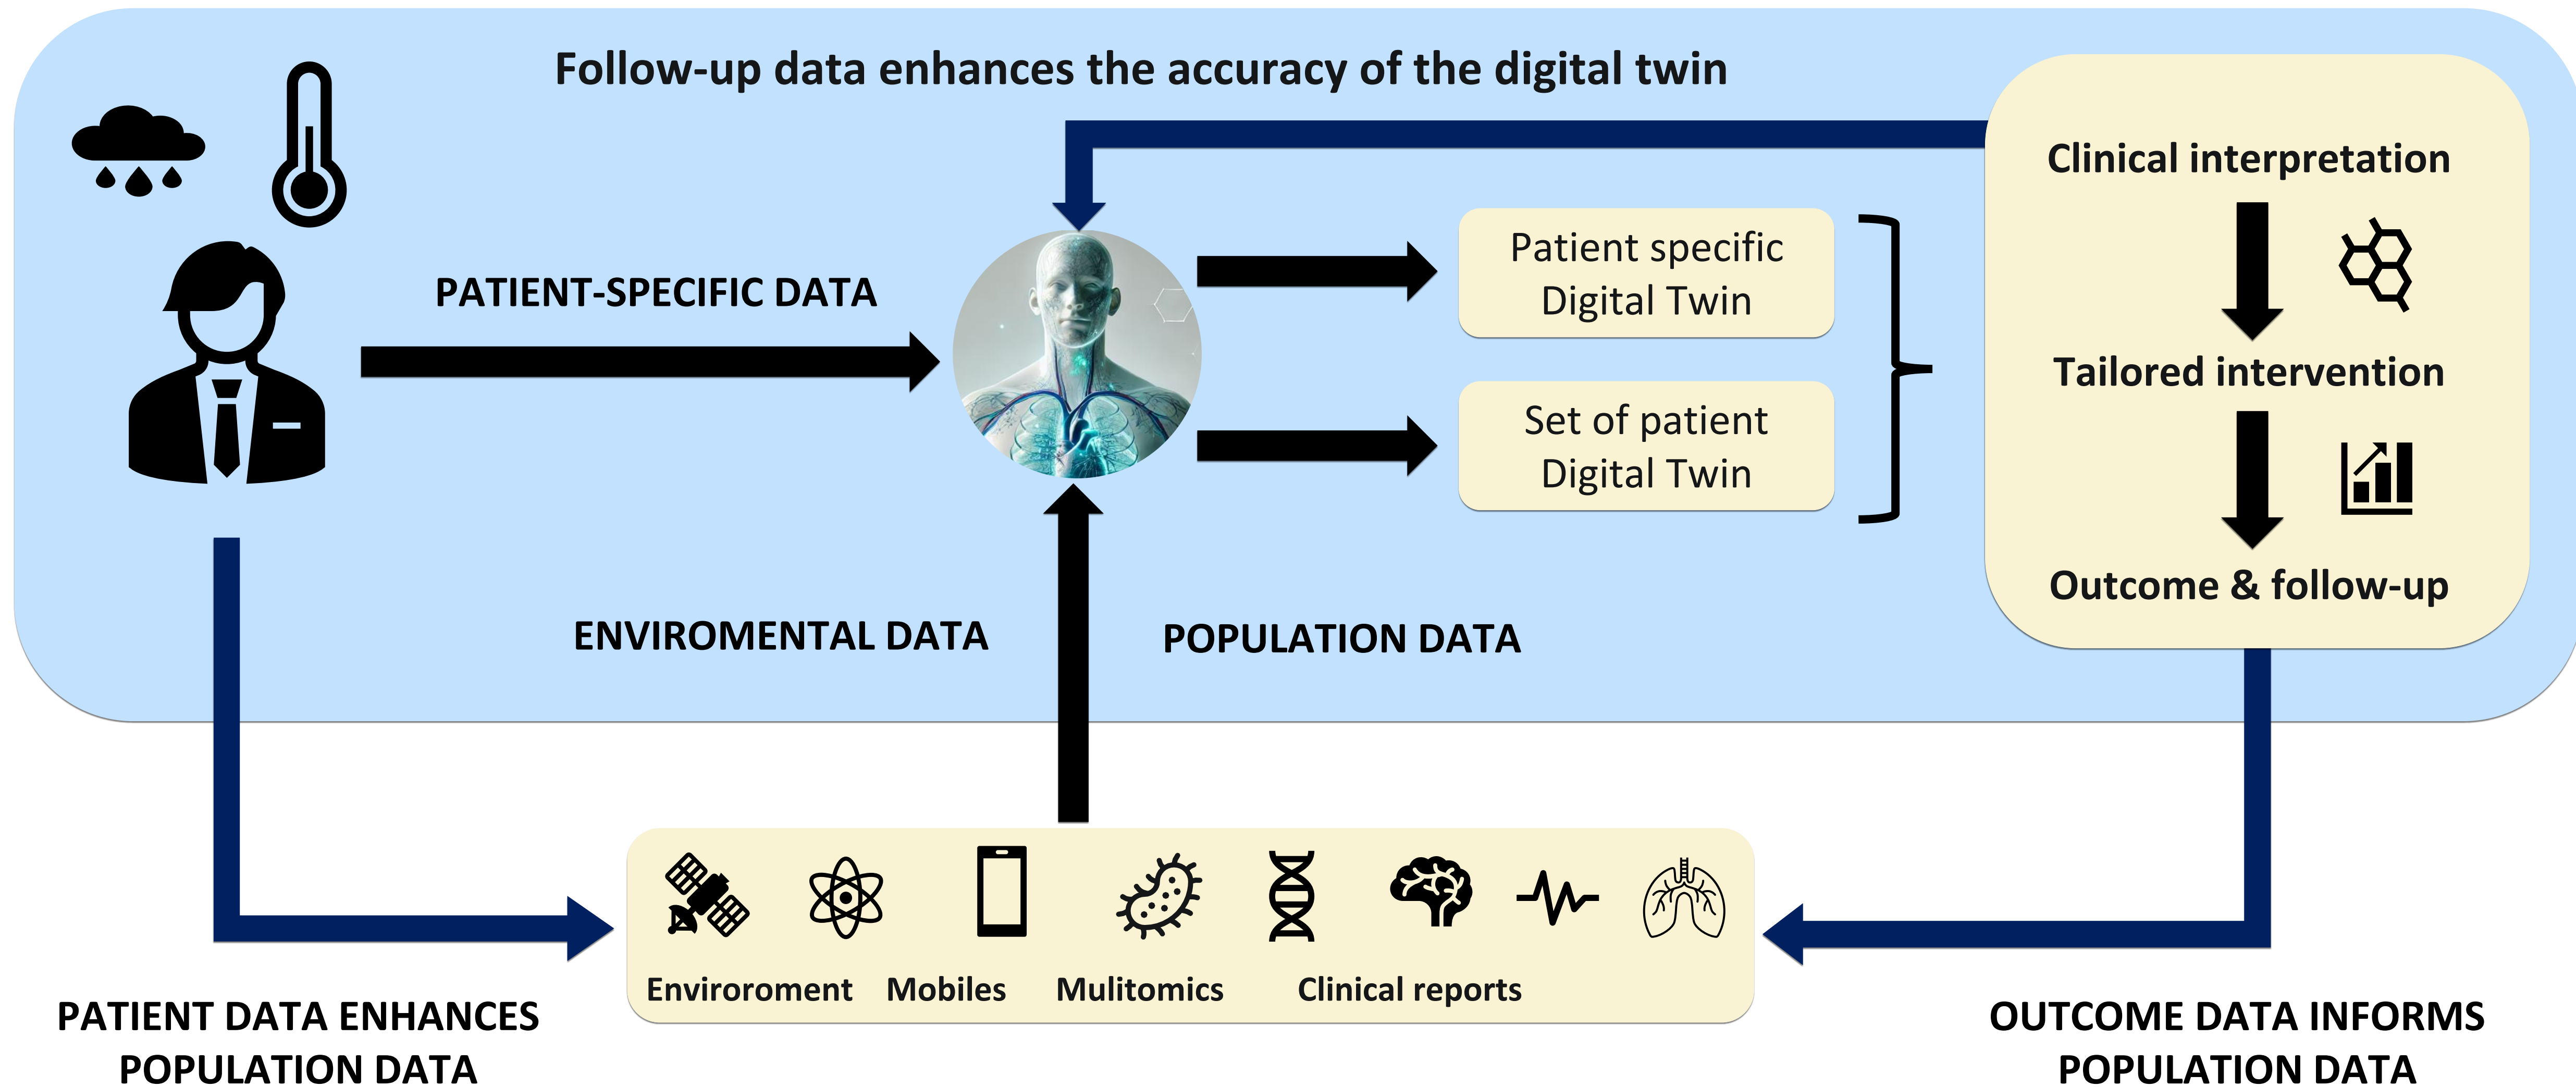 Follow-up data enhances the accuracy of the digital twin
PATIENT-SPECIFIC DATA
Patient specific
Digital Twin
Set of patient
Digital Twin
Clinical interpretation
Tailored intervention
Outcome & follow-up
ENVIROMENTAL DATA
POPULATION DATA
Enviroroment
Mobiles
Mulitomics
Clinical reports
PATIENT DATA ENHANCES
POPULATION DATA
OUTCOME DATA INFORMS
POPULATION DATA